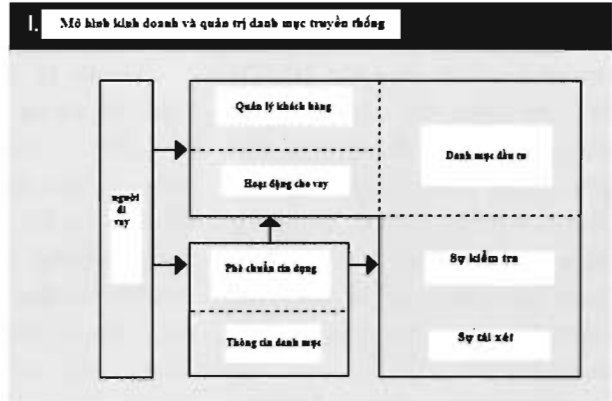 I. Mô hình kinh doanh và quản trị danh mục truyền thống
Quản lý khách hàng
Danh mục đầu tư
Hoạt động cho vay
người
đi
vay
Phê chuẩn tín dụng
Sự kiểm tra
Thông tin danh mục
Sự tái xét